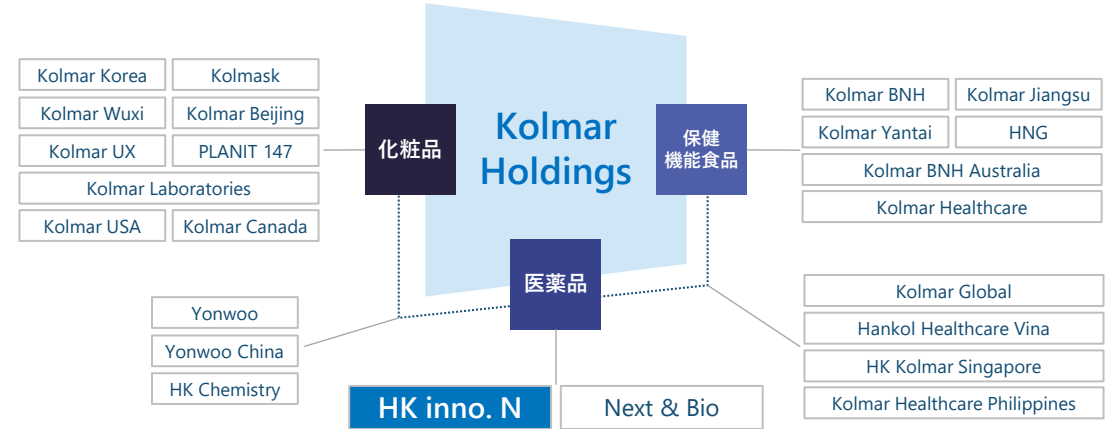 Kolmar
Holdings
化粧品
Kolmar Korea
Kolmask
Kolmar Wuxi
Kolmar Beijing
Kolmar UX
PLANIT 147
Kolmar Laboratories
Kolmar USA
Kolmar Canada
保健
機能食品
Kolmar BNH
Kolmar Jiangsu
Kolmar Yantai
HNG
Kolmar BNH Australia
Kolmar Healthcare
医薬品
HK inno. N
Next & Bio
Yonwoo
Yonwoo China
HK Chemistry
Kolmar Global
Hankol Healthcare Vina
HK Kolmar Singapore
Kolmar Healthcare Philippines